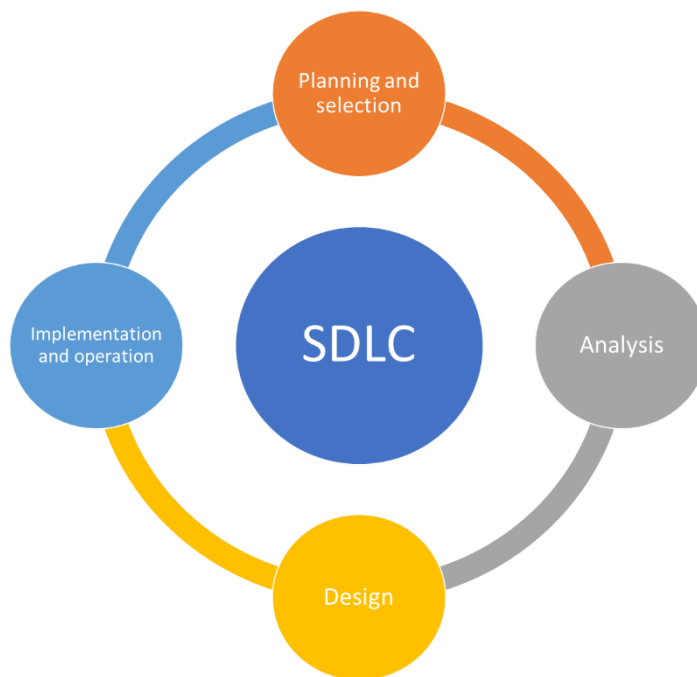 Planning and
selection
Implementation
and operation
SDLC
Analysis
Design